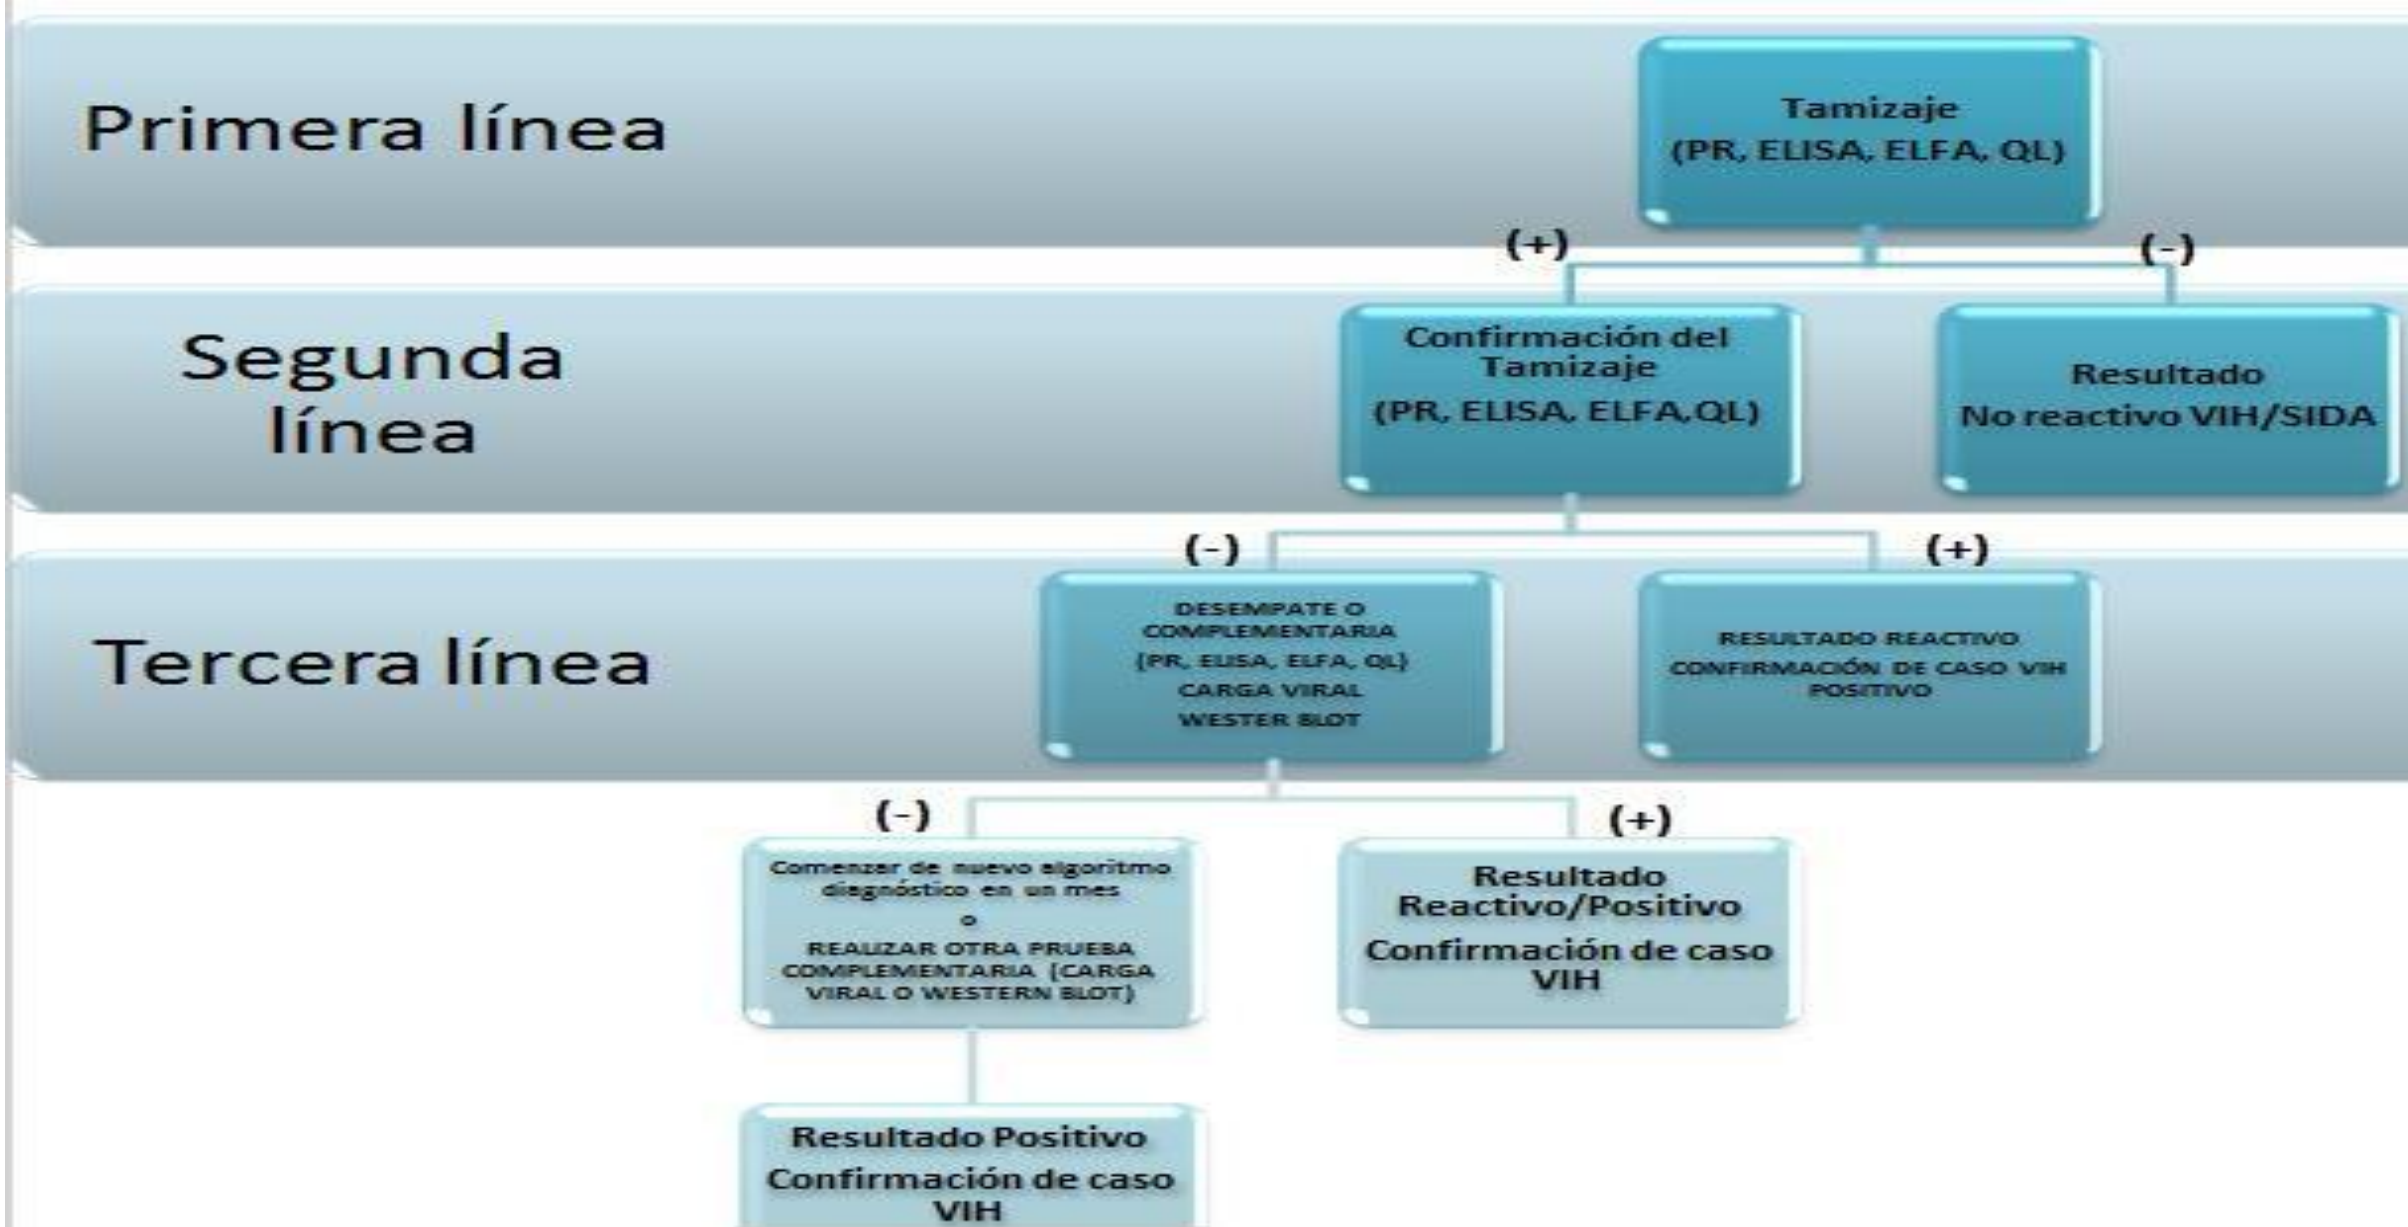 Primera línea
Tamizaje
(PR, ELISA, ELFA, QL)
(+)
(-)
Segunda
línea
Confirmación del
Tamizaje
(PR, ELISA, ELFA,QL)
Resultado
No reactivo VIH/SIDA
(-)
(+)
Tercera línea
DESEMPATE O
COMPLEMENTARIA
(PR, ELISA, ELFA, QL)
CARGA VIRAL
WESTER BLOT
RESULTADO REACTIVO
CONFIRMACIÓN DE CASO VIH
POSITIVO
(-)
(+)
Comenzar de nuevo algoritmo
diagnóstico en un mes
o
REALIZAR OTRA PRUEBA
COMPLEMENTARIA (CARGA
VIRAL O WESTERN BLOT)
Resultado
Reactivo/Positivo
Confirmación de caso
VIH
Resultado Positivo
Confirmación de caso
VIH